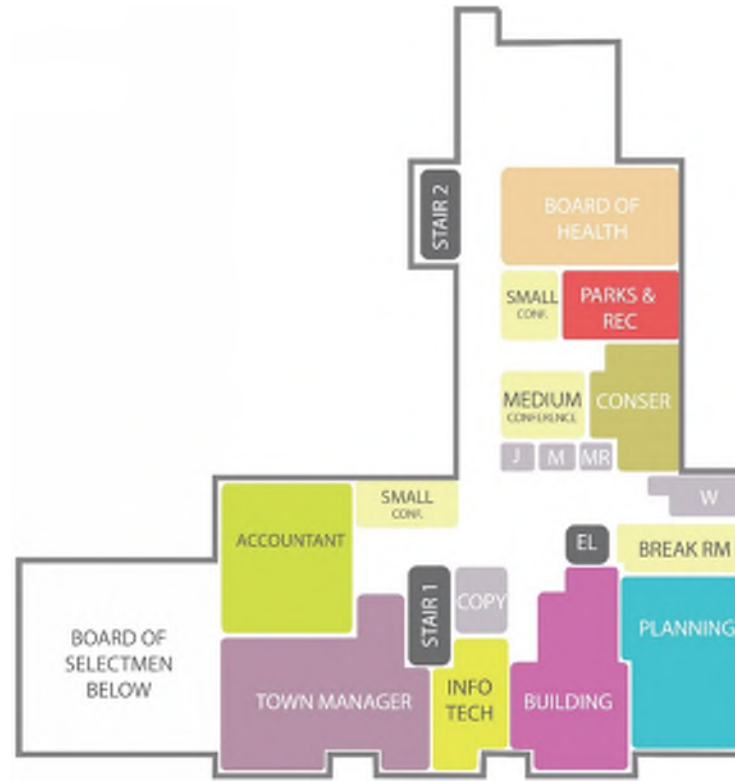 STAIR 2
BOARD OF
HEALTH
SMALL
CONF.
PARKS &
REC
MEDIUM
CONFERENCE
CONSER
J
M
MR
W
SMALL
CONF.
ACCOUNTANT
EL
BREAK RM
STAIR 1
COPY
PLANNING
BOARD OF
SELECTMEN
BELOW
TOWN MANAGER
INFO
TECH
BUILDING